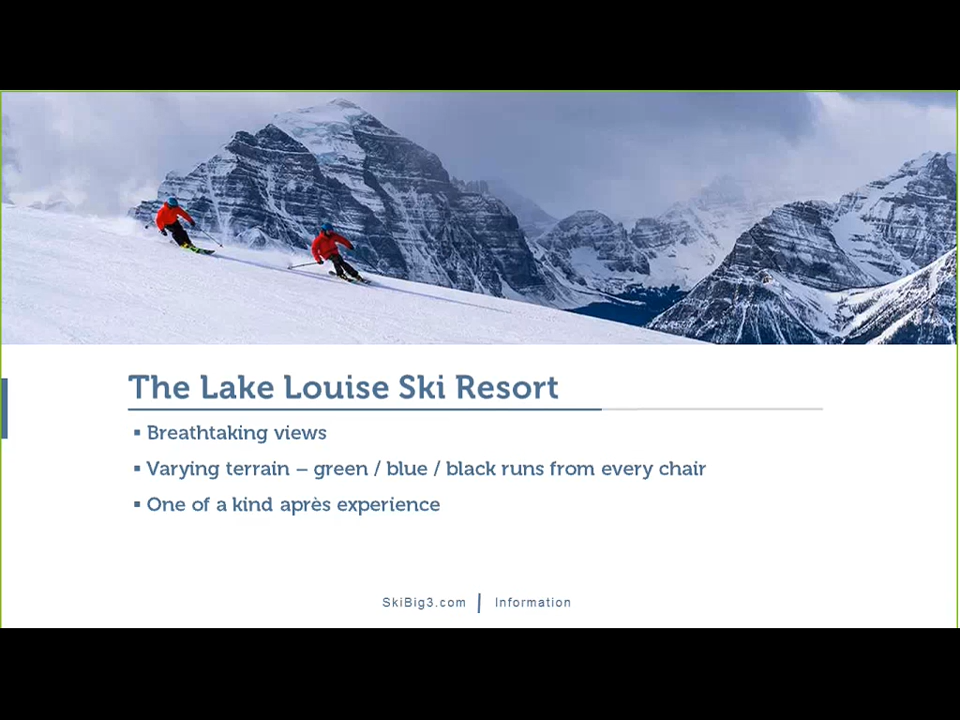 The Lake Louise Ski Resort
▪ Breathtaking views
▪ Varying terrain – green / blue / black runs from every chair
▪ One of a kind après experience
SkiBig3.com | Information